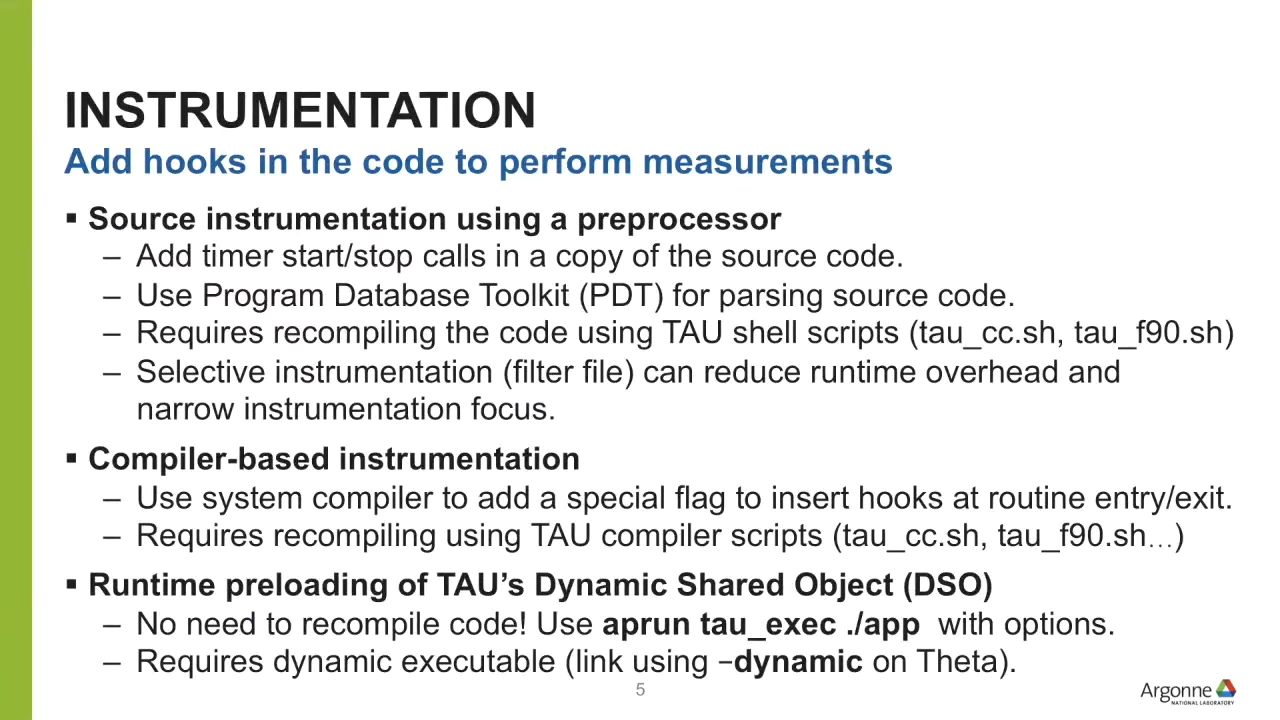 INSTRUMENTATION
Add hooks in the code to perform measurements
▪ Source instrumentation using a preprocessor
– Add timer start/stop calls in a copy of the source code.
– Use Program Database Toolkit (PDT) for parsing source code.
– Requires recompiling the code using TAU shell scripts (tau_cc.sh, tau_f90.sh)
– Selective instrumentation (filter file) can reduce runtime overhead and
narrow instrumentation focus.
▪ Compiler-based instrumentation
– Use system compiler to add a special flag to insert hooks at routine entry/exit.
– Requires recompiling using TAU compiler scripts (tau_cc.sh, tau_f90.sh…)
▪ Runtime preloading of TAU’s Dynamic Shared Object (DSO)
– No need to recompile code! Use aprun tau_exec ./app with options.
– Requires dynamic executable (link using –dynamic on Theta).
5
Argonne
NATIONAL LABORATORY